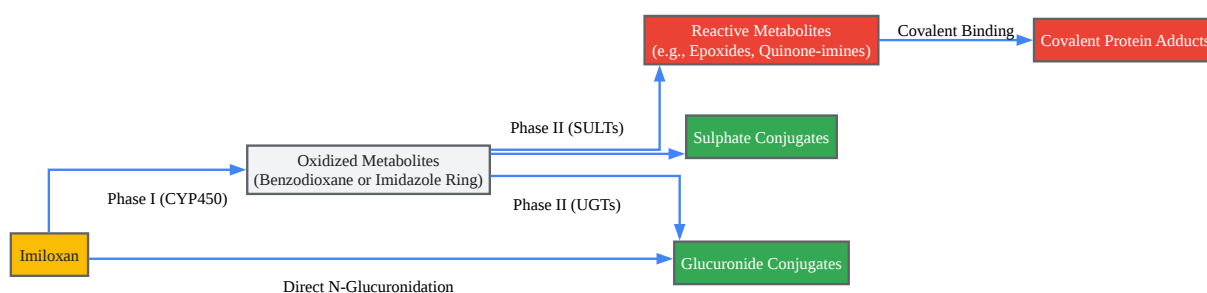 Reactive Metabolites
(e.g., Epoxides, Quinone-imines)
Covalent Binding
Covalent Protein Adducts
Phase II (SULTs)
Sulphate Conjugates
Oxidized Metabolites
(Benzodioxane or Imidazole Ring)
Phase I (CYP450)
Phase II (UGTs)
Imiloxan
Glucuronide Conjugates
Direct N-Glucuronidation